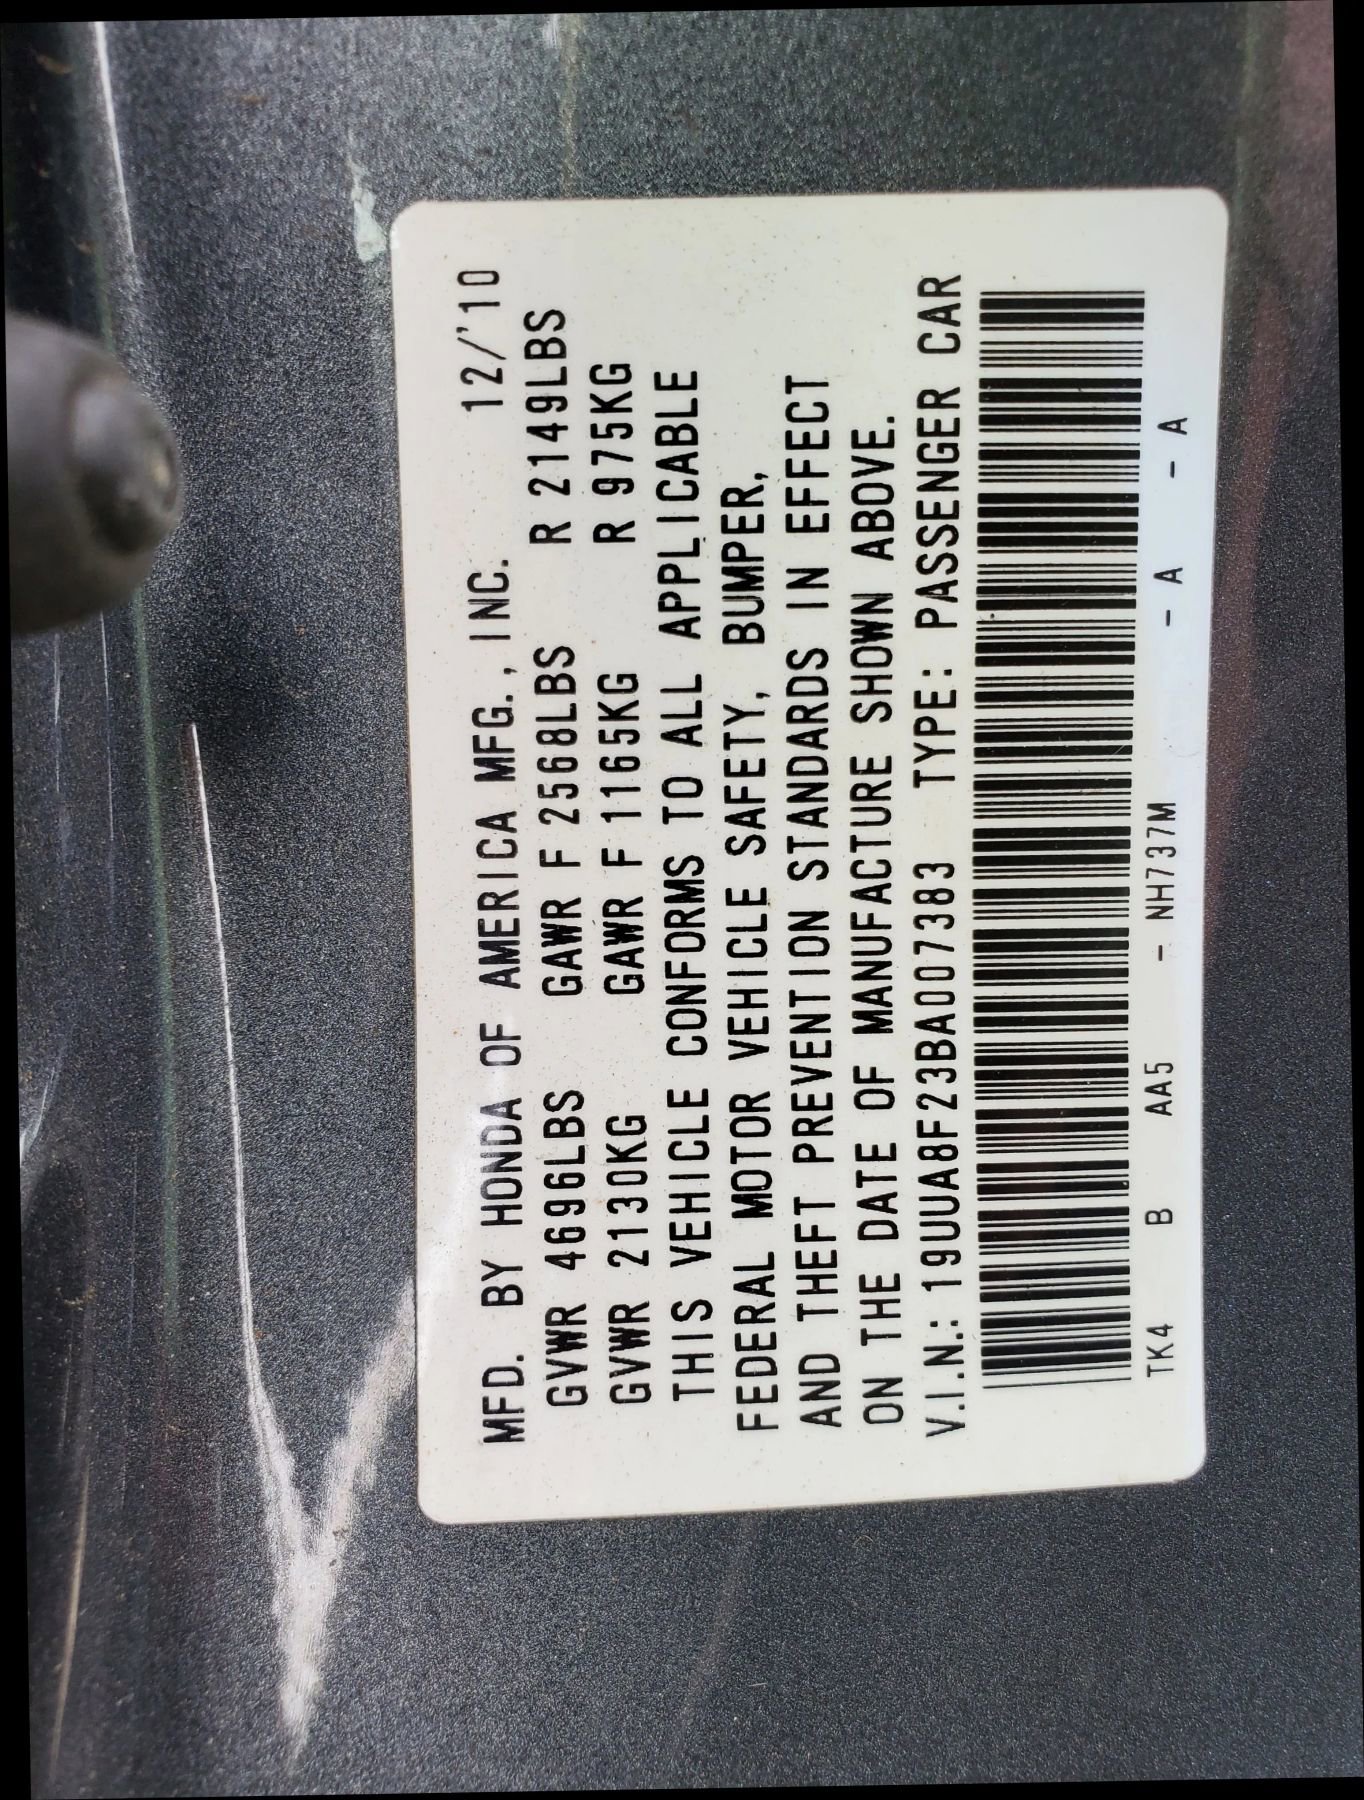 MFD. BY HONDA OF AMERICA MFG., INC. 12/'10
GVWR 4696LBS GAWR F 2568LBS R 2149LBS
GVWR 2130KG GAWR F 1165KG R 975KG
THIS VEHICLE CONFORMS TO ALL APPLICABLE
FEDERAL MOTOR VEHICLE SAFETY, BUMPER,
AND THEFT PREVENTION STANDARDS IN EFFECT
ON THE DATE OF MANUFACTURE SHOWN ABOVE.
V.I.N.: 19UUA8F23BA007383 TYPE: PASSENGER CAR
TK4 B AA5 - NH737M - A - A